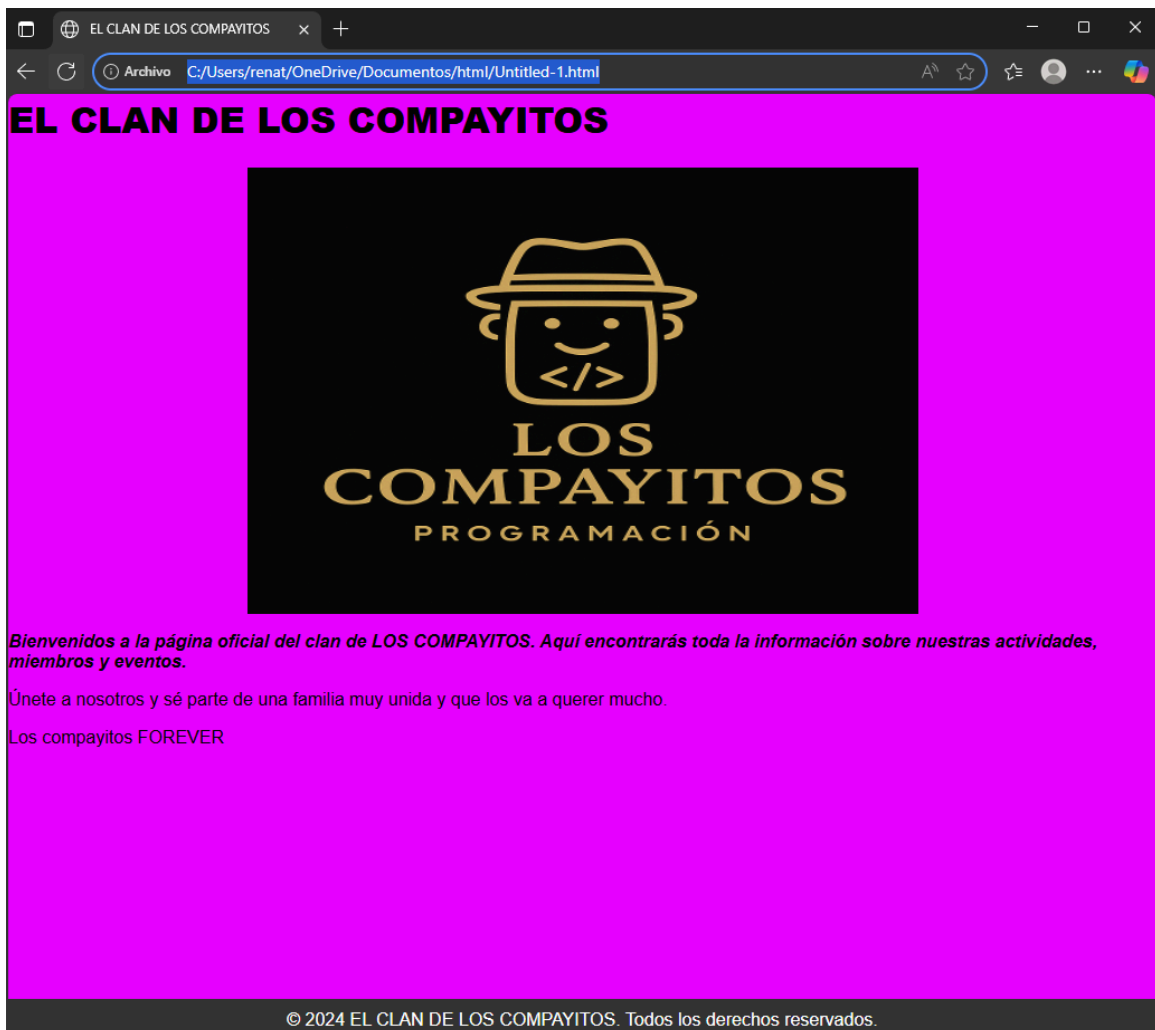 EL CLAN DE LOS COMPAYITOS
Archivo C:/Users/renat/OneDrive/Documentos/html/Untitled-1.html
EL CLAN DE LOS COMPAYITOS
</>
LOS
COMPAYITOS
PROGRAMACIÓN
Bienvenidos a la página oficial del clan de LOS COMPAYITOS. Aquí encontrarás toda la información sobre nuestras actividades,
miembros y eventos.
Únete a nosotros y sé parte de una familia muy unida y que los va a querer mucho.
Los compayitos FOREVER
© 2024 EL CLAN DE LOS COMPAYITOS. Todos los derechos reservados.